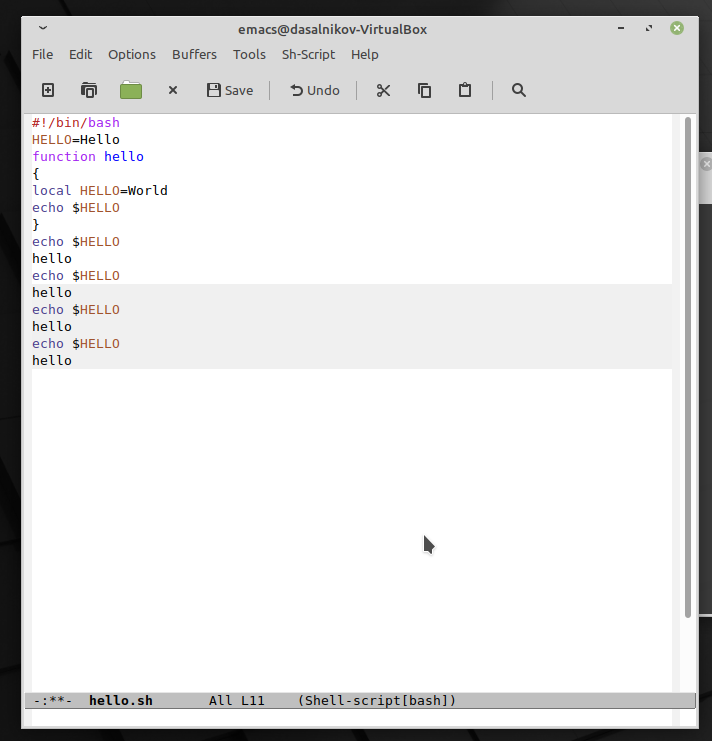 emacs@dasalnikov-VirtualBox
File Edit Options Buffers Tools Sh-Script Help
Save Undo
#!/bin/bash
HELLO=Hello
function hello
{
local HELLO=World
echo $HELLO
}
echo $HELLO
hello
echo $HELLO
hello
echo $HELLO
hello
echo $HELLO
hello
-:**- hello.sh All L11 (Shell-script[bash])